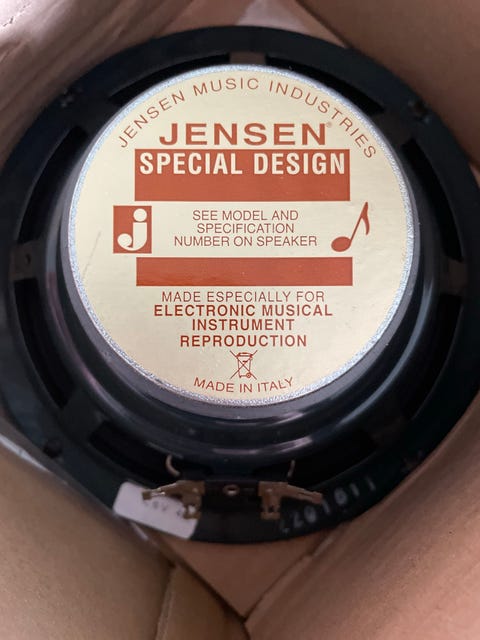 JENSEN MUSIC INDUSTRIES
JENSEN®
SPECIAL DESIGN
j
SEE MODEL AND
SPECIFICATION
NUMBER ON SPEAKER
MADE ESPECIALLY FOR
ELECTRONIC MUSICAL
INSTRUMENT
REPRODUCTION
MADE IN ITALY